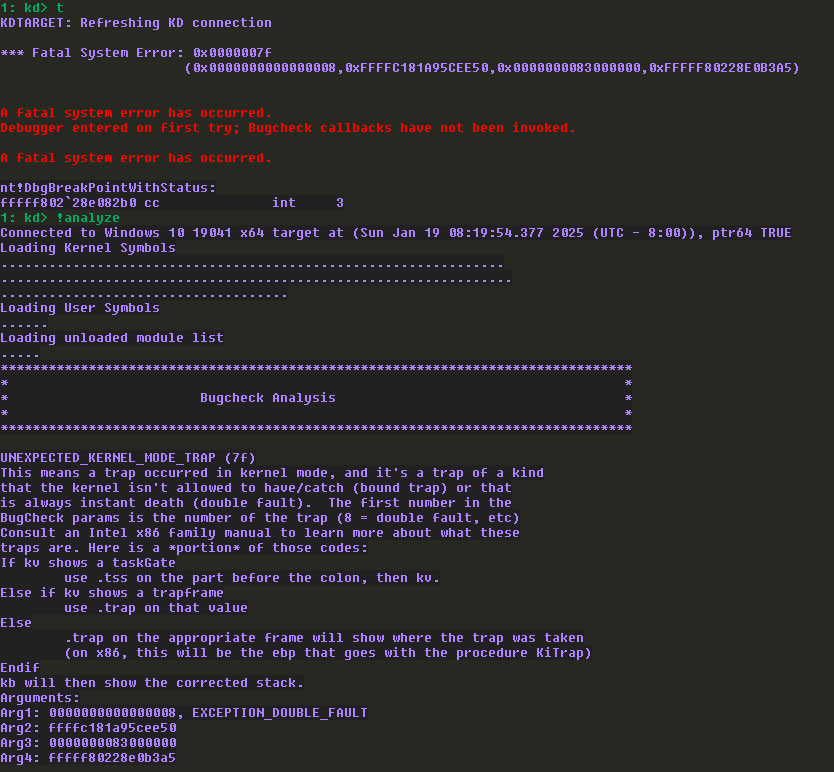 1: kd> t
KDTARGET: Refreshing KD connection
*** Fatal System Error: 0x0000007f
(0x0000000000000008,0xFFFFC181A95CEE50,0x0000000083000000,0xFFFFF80228E0B3A5)
A fatal system error has occurred.
Debugger entered on first try; Bugcheck callbacks have not been invoked.
A fatal system error has occurred.
nt!DbgBreakPointWithStatus:
fffff802`28e082b0 cc              int     3
1: kd> !analyze
Connected to Windows 10 19041 x64 target at (Sun Jan 19 08:19:54.377 2025 (UTC - 8:00)), ptr64 TRUE
Loading Kernel Symbols
...............................................................
................................................................
....................................
Loading User Symbols
......
Loading unloaded module list
.....
*******************************************************************************
*                                                                             *
*                        Bugcheck Analysis                                    *
*                                                                             *
*******************************************************************************
UNEXPECTED_KERNEL_MODE_TRAP (7f)
This means a trap occurred in kernel mode, and it's a trap of a kind
that the kernel isn't allowed to have/catch (bound trap) or that
is always instant death (double fault).  The first number in the
BugCheck params is the number of the trap (8 = double fault, etc)
Consult an Intel x86 family manual to learn more about what these
traps are. Here is a *portion* of those codes:
If kv shows a taskGate
        use .tss on the part before the colon, then kv.
Else if kv shows a trapframe
        use .trap on that value
Else
        .trap on the appropriate frame will show where the trap was taken
        (on x86, this will be the ebp that goes with the procedure KiTrap)
Endif
kb will then show the corrected stack.
Arguments:
Arg1: 0000000000000008, EXCEPTION_DOUBLE_FAULT
Arg2: ffffc181a95cee50
Arg3: 0000000083000000
Arg4: fffff80228e0b3a5